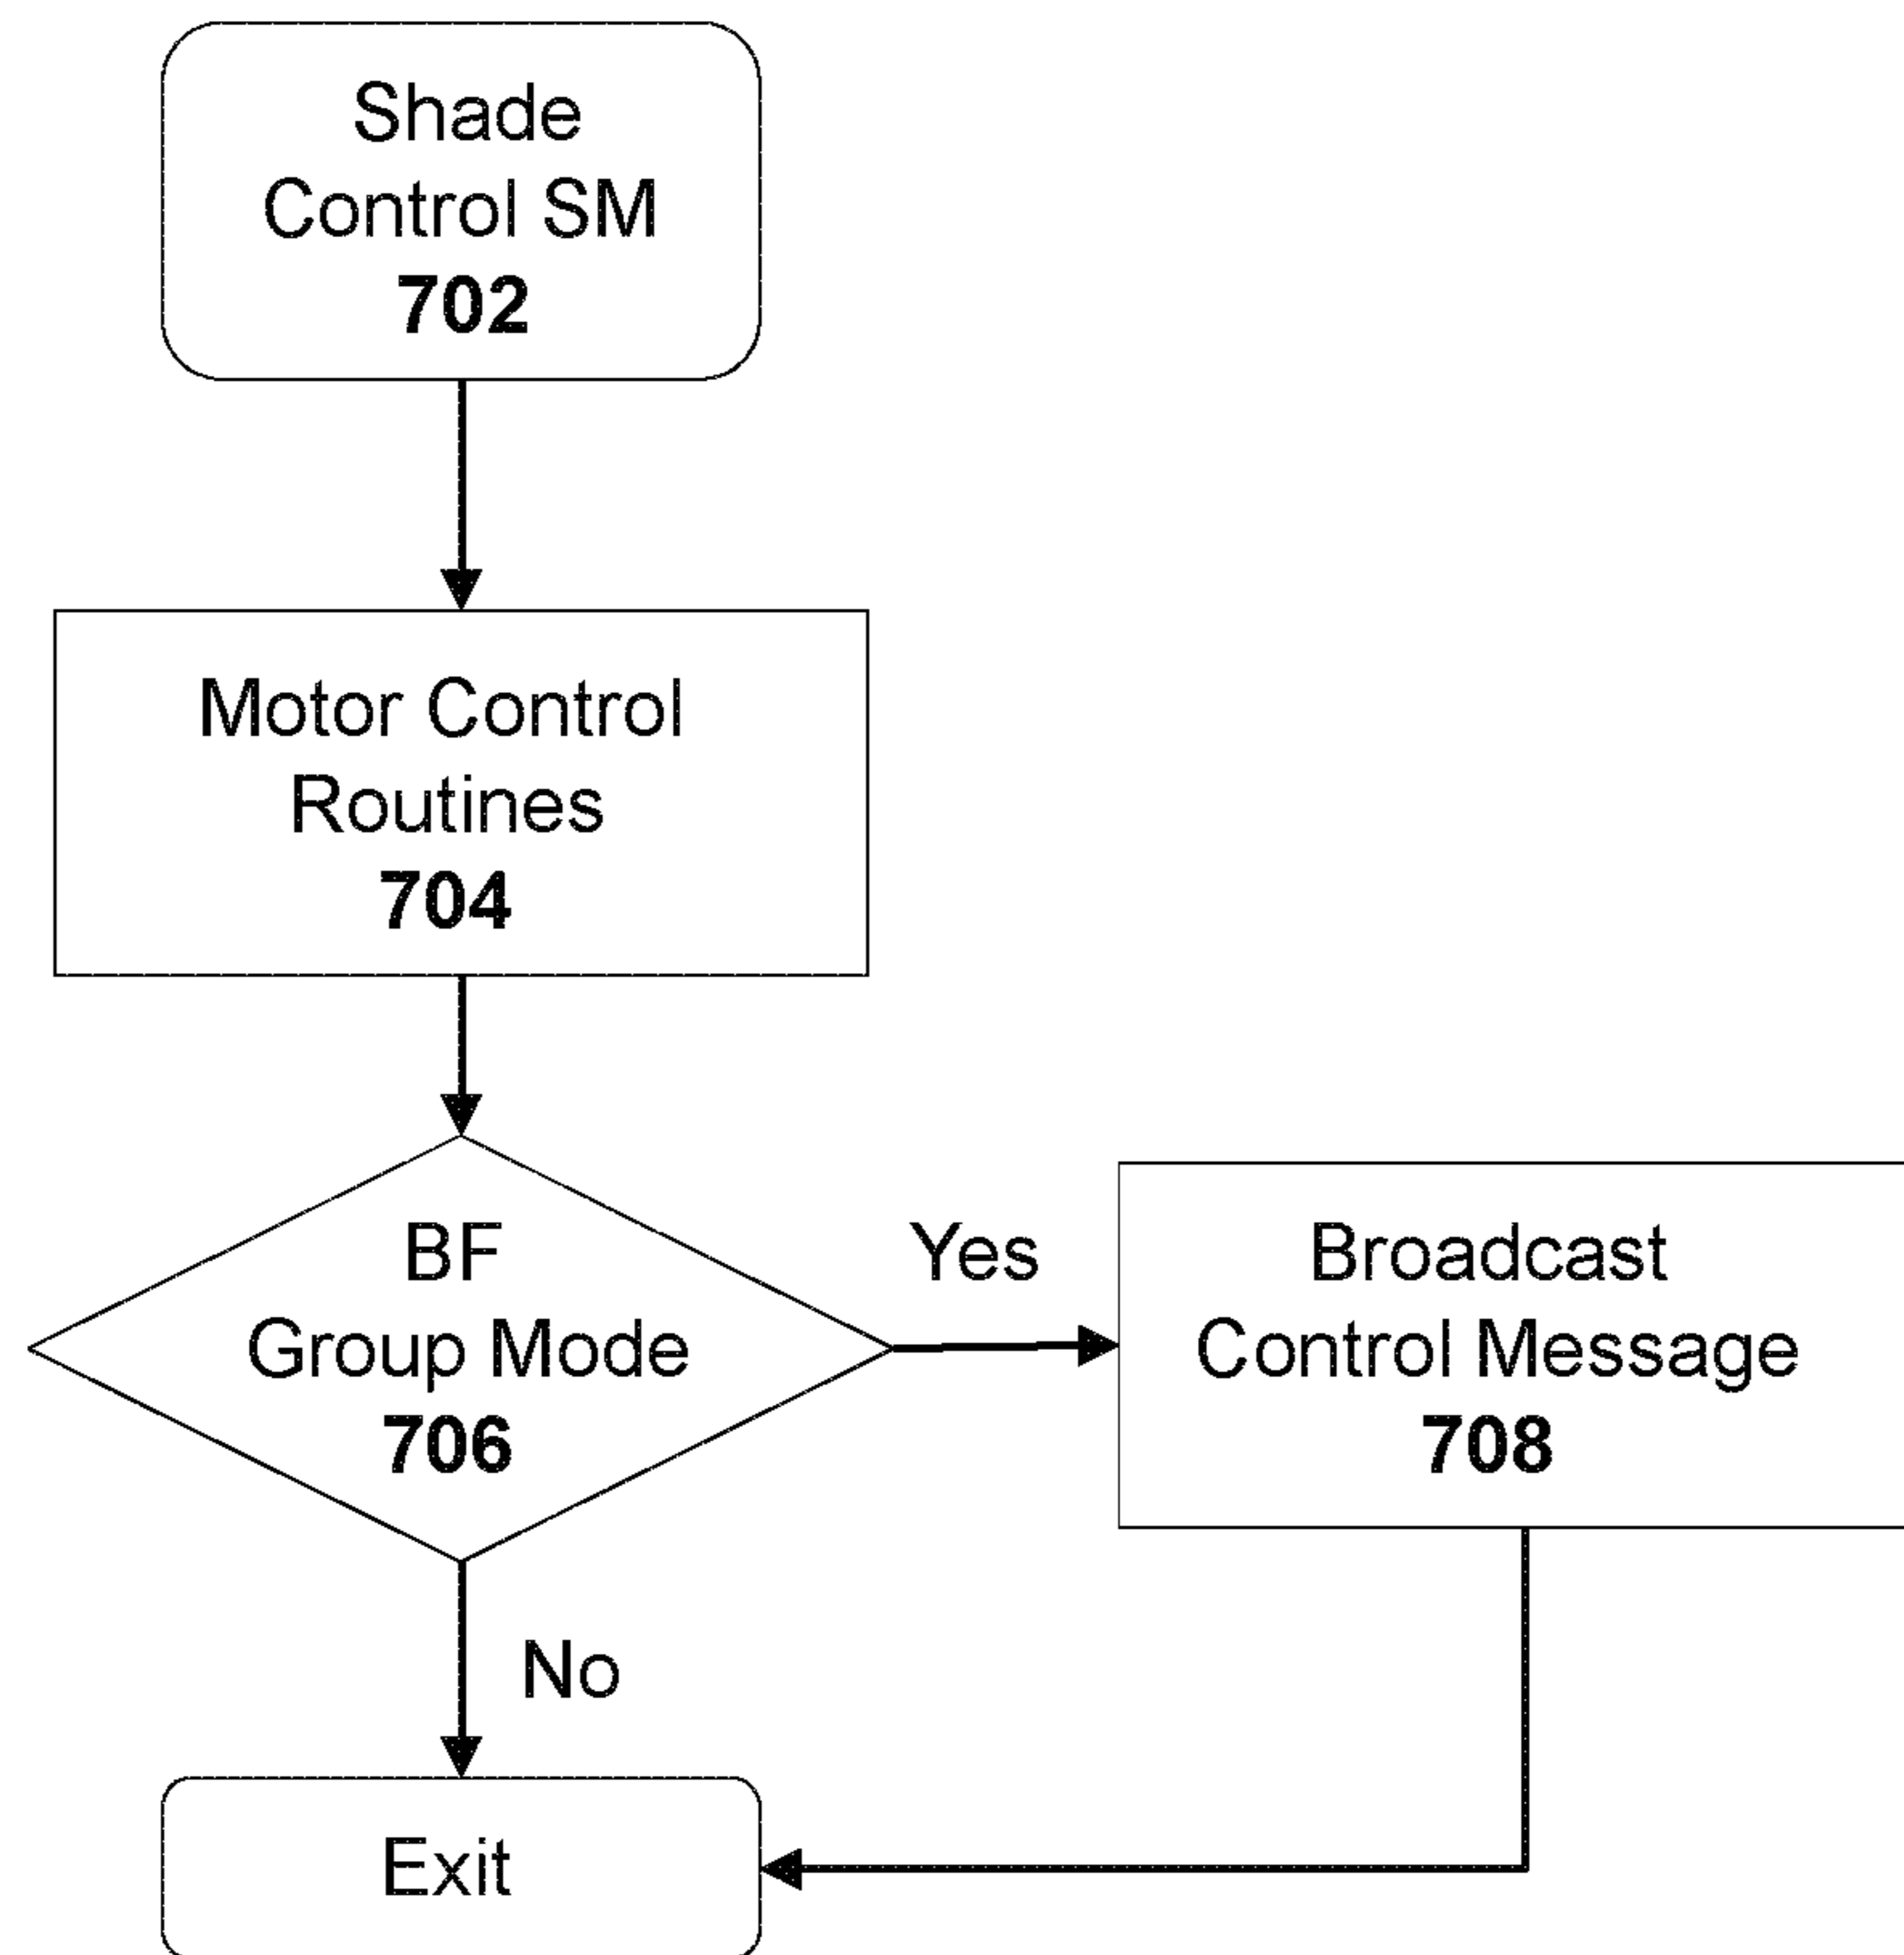 Shade
Control SM
702
Motor Control
Routines
704
BF
Group Mode
706
Yes
Broadcast
Control Message
708
No
Exit